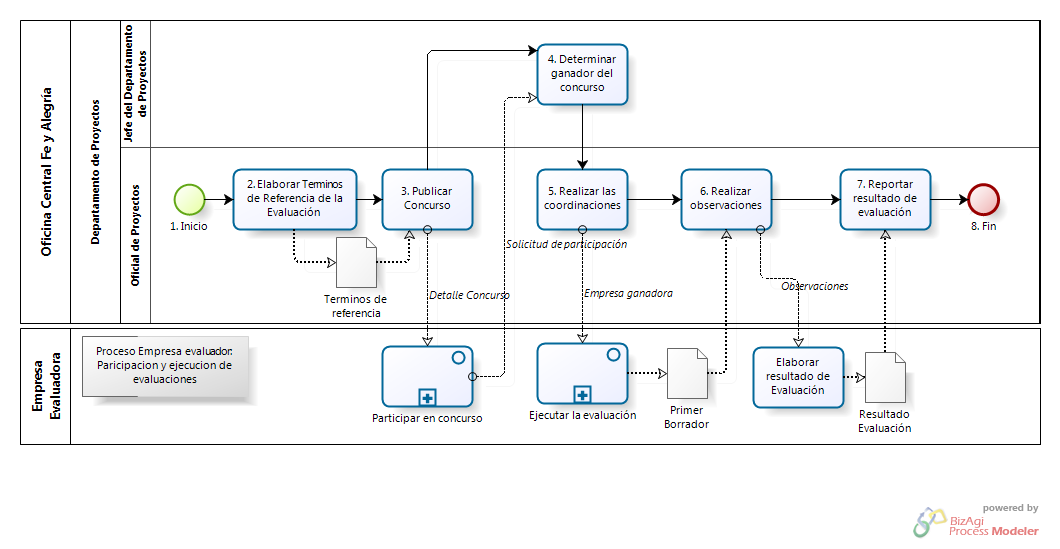 Oficina Central Fe y Alegría
Departamento de Proyectos
Jefe del Departamento
de Proyectos
4. Determinar
ganador del
concurso
Oficial de Proyectos
1. Inicio
2. Elaborar Terminos
de Referencia de la
Evaluación
3. Publicar
Concurso
5. Realizar las
coordinaciones
6. Realizar
observaciones
7. Reportar
resultado de
evaluación
8. Fin
Solicitud de participación
Terminos de
referencia
Detalle Concurso
Empresa ganadora
Observaciones
Empresa
Evaluadora
Proceso Empresa evaluador:
Paricipacion y ejecucion de
evaluaciones
Participar en concurso
Ejecutar la evaluación
Primer
Borrador
Elaborar
resultado de
Evaluación
Resultado
Evaluación
powered by
BizAgi
Process Modeler